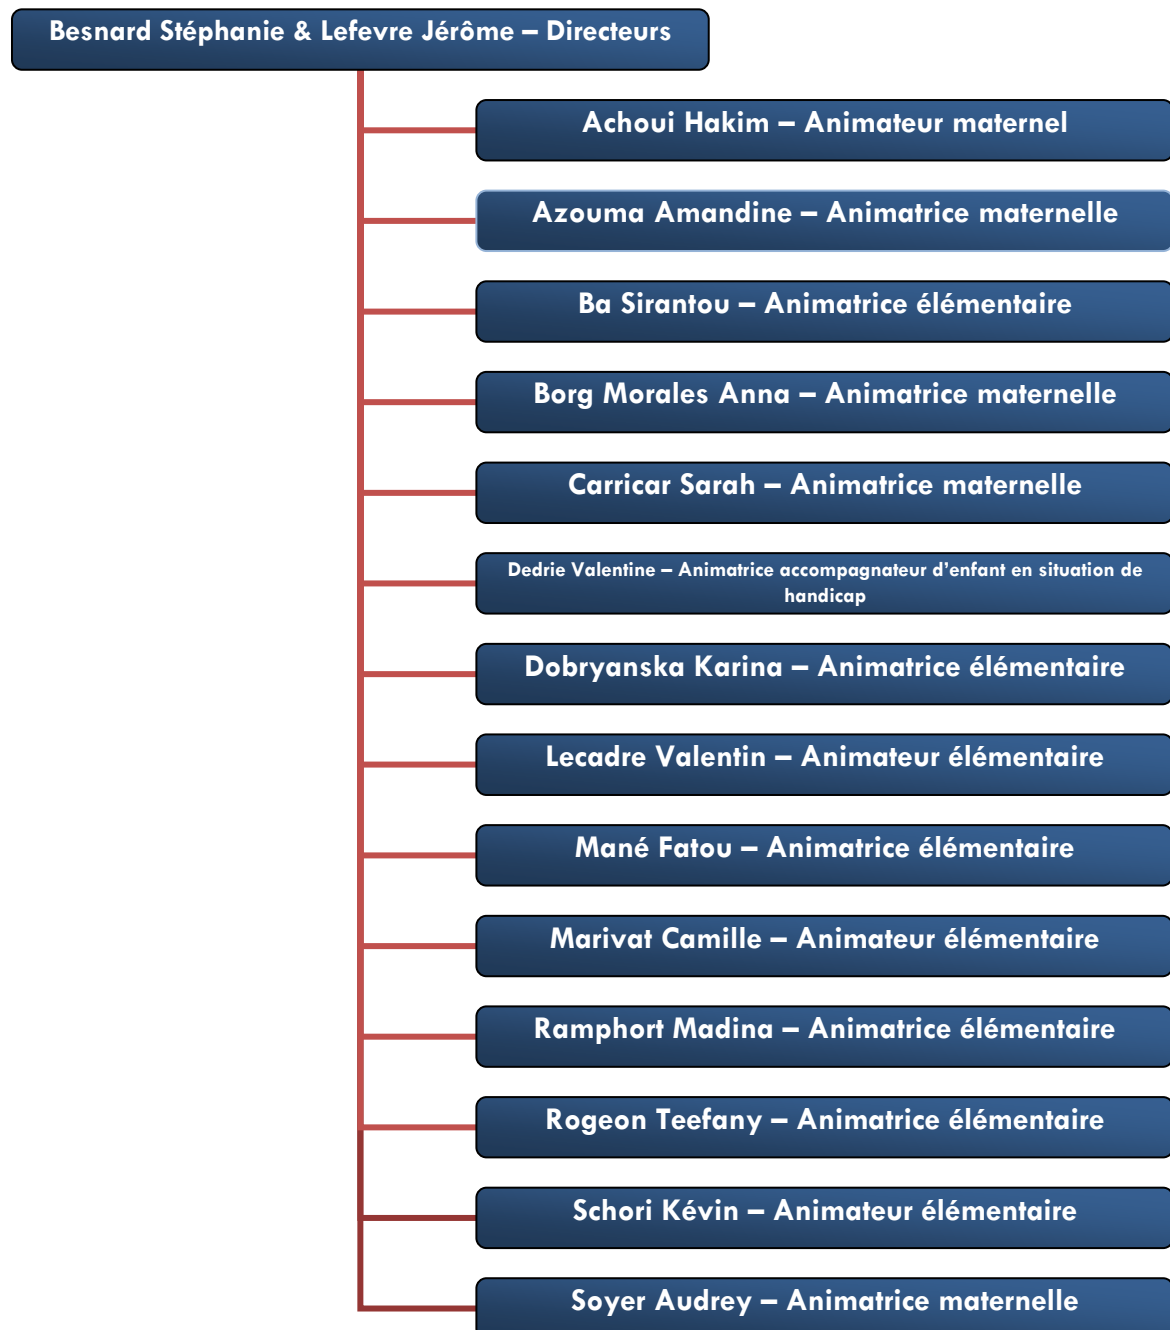 Besnard Stéphanie & Lefevre Jérôme – Directeurs
Achoui Hakim – Animateur maternel
Azouma Amandine – Animatrice maternelle
Ba Sirantou – Animatrice élémentaire
Borg Morales Anna – Animatrice maternelle
Carricar Sarah – Animatrice maternelle
Dedrie Valentine – Animatrice accompagnateur d’enfant en situation de
handicap
Dobryanska Karina – Animatrice élémentaire
Lecadre Valentin – Animateur élémentaire
Mané Fatou – Animatrice élémentaire
Marivat Camille – Animateur élémentaire
Ramphort Madina – Animatrice élémentaire
Rogeon Teefany – Animatrice élémentaire
Schori Kévin – Animateur élémentaire
Soyer Audrey – Animatrice maternelle